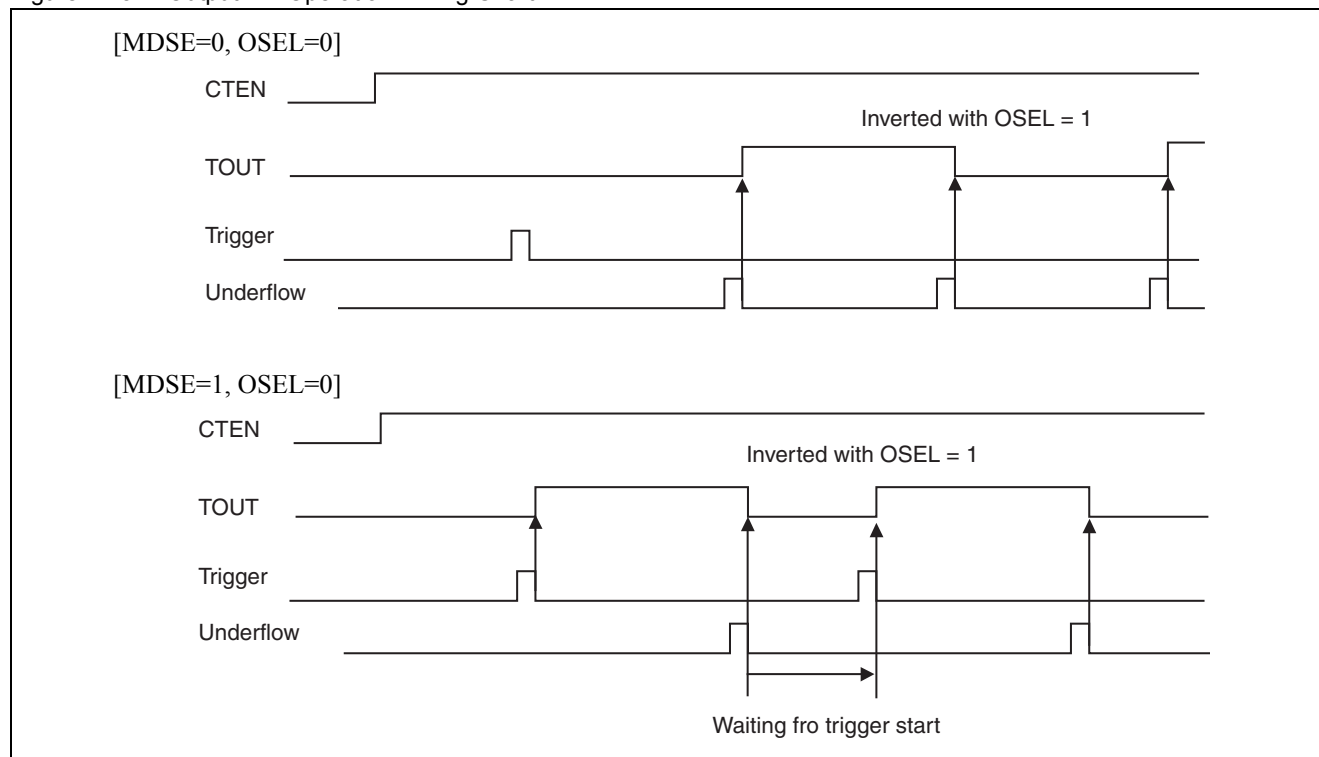 [MDSE=0, OSEL=0]
CTEN
Inverted with OSEL = 1
TOUT
Trigger
Underflow
[MDSE=1, OSEL=0]
CTEN
Inverted with OSEL = 1
TOUT
Trigger
Underflow
Waiting fro trigger start